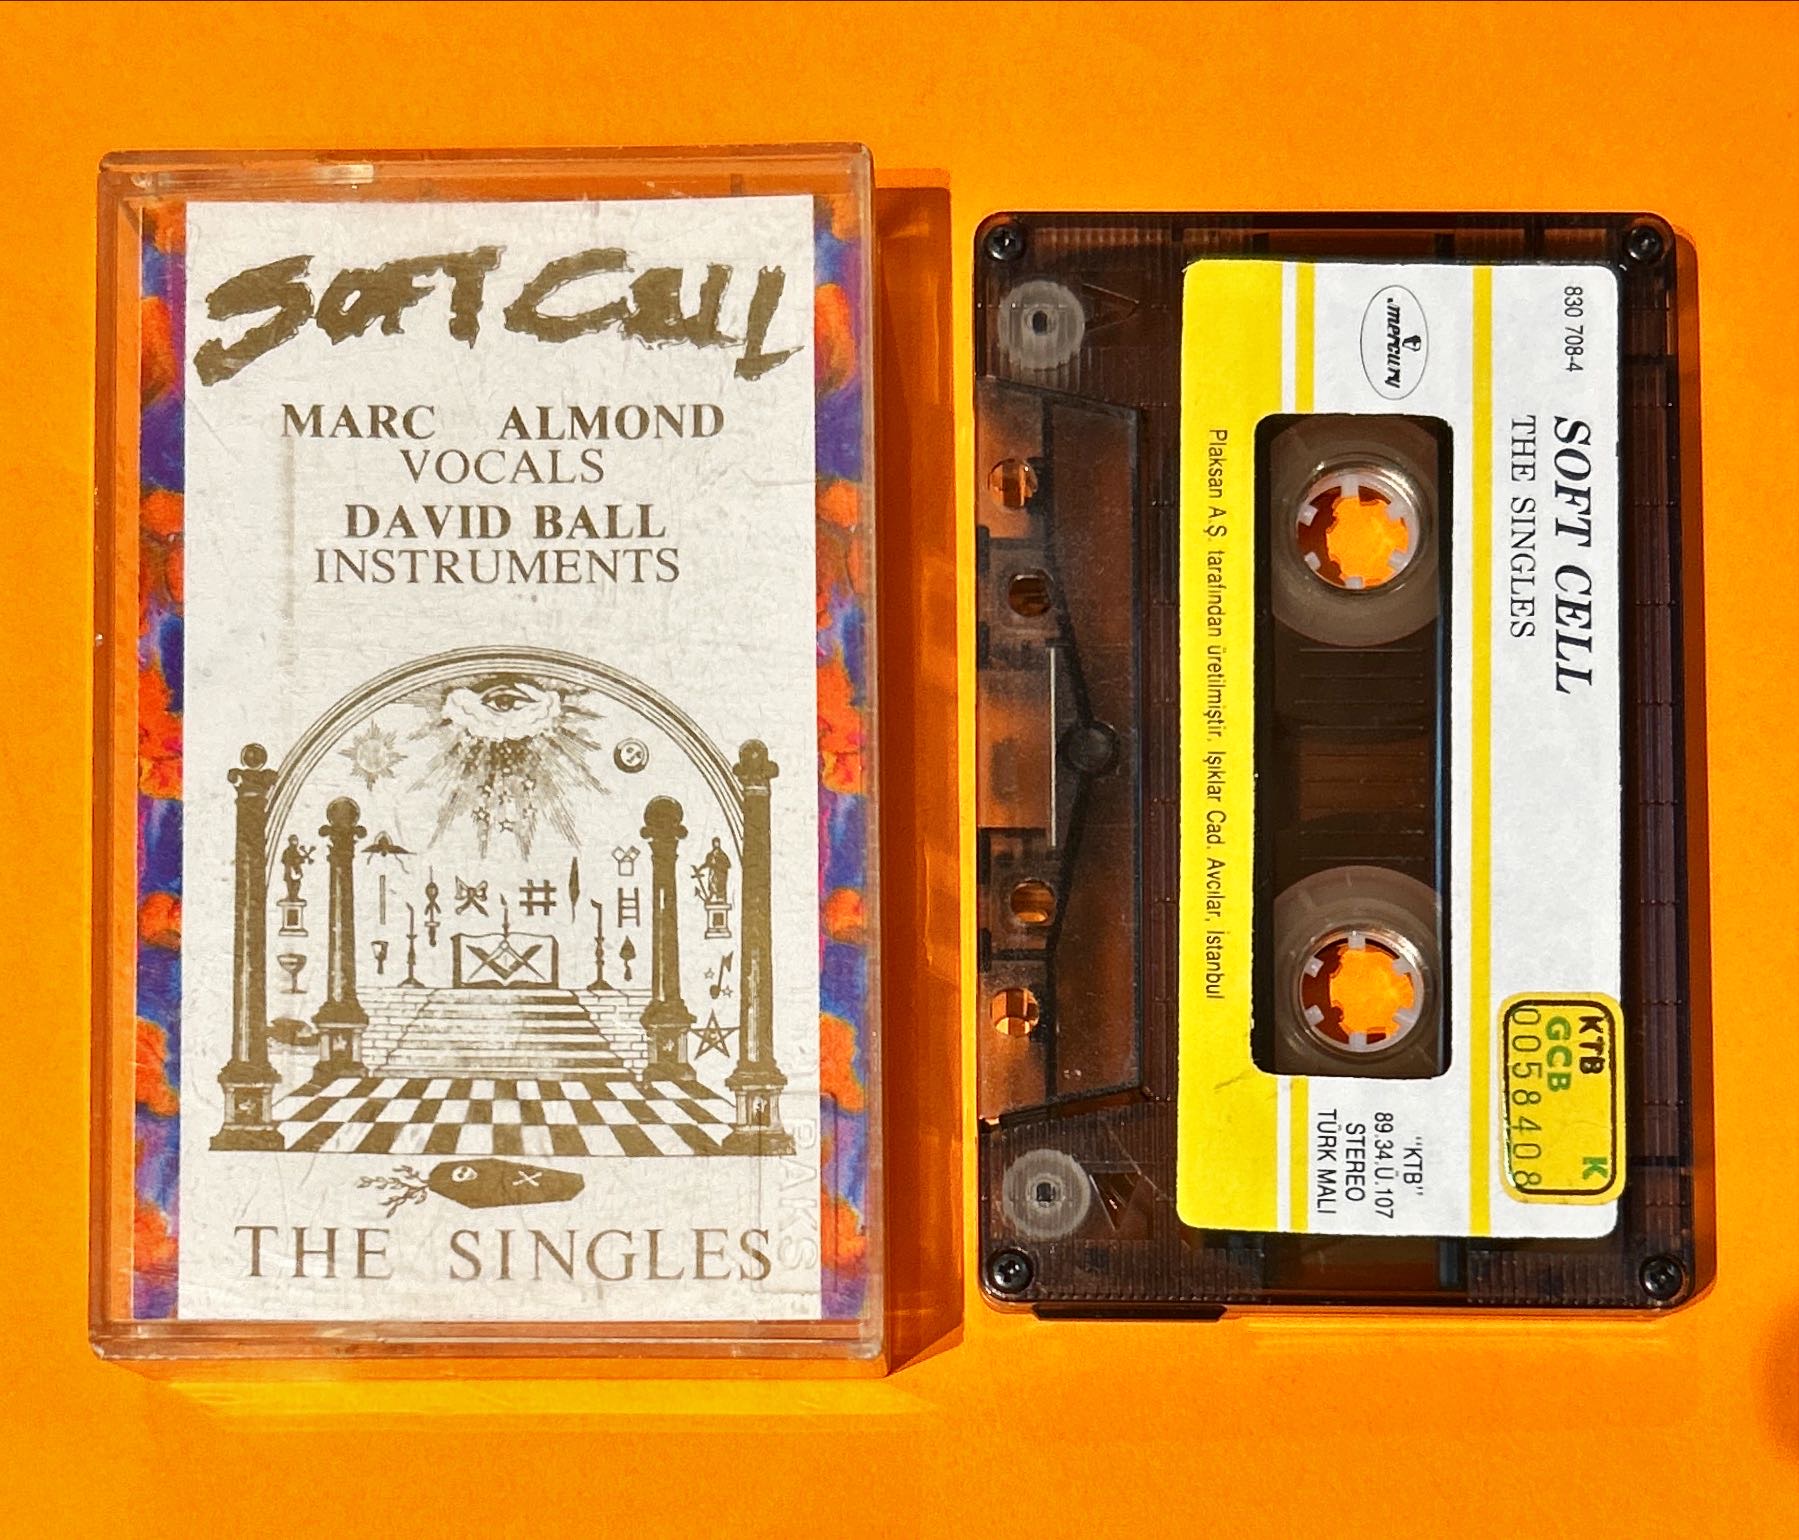 SOFT CELL
MARC ALMOND
VOCALS
DAVID BALL
INSTRUMENTS
THE SINGLES
RAKS
830 708-4
SOFT CELL
THE SINGLES
mercury
Plaksan A.Ş. tarafından üretilmiştir. Işıklar Cad. Avcılar, İstanbul
"KTB"
89.34.Ü.107
STEREO
TÜRK MALI
KTB K
GCB
0058408
A